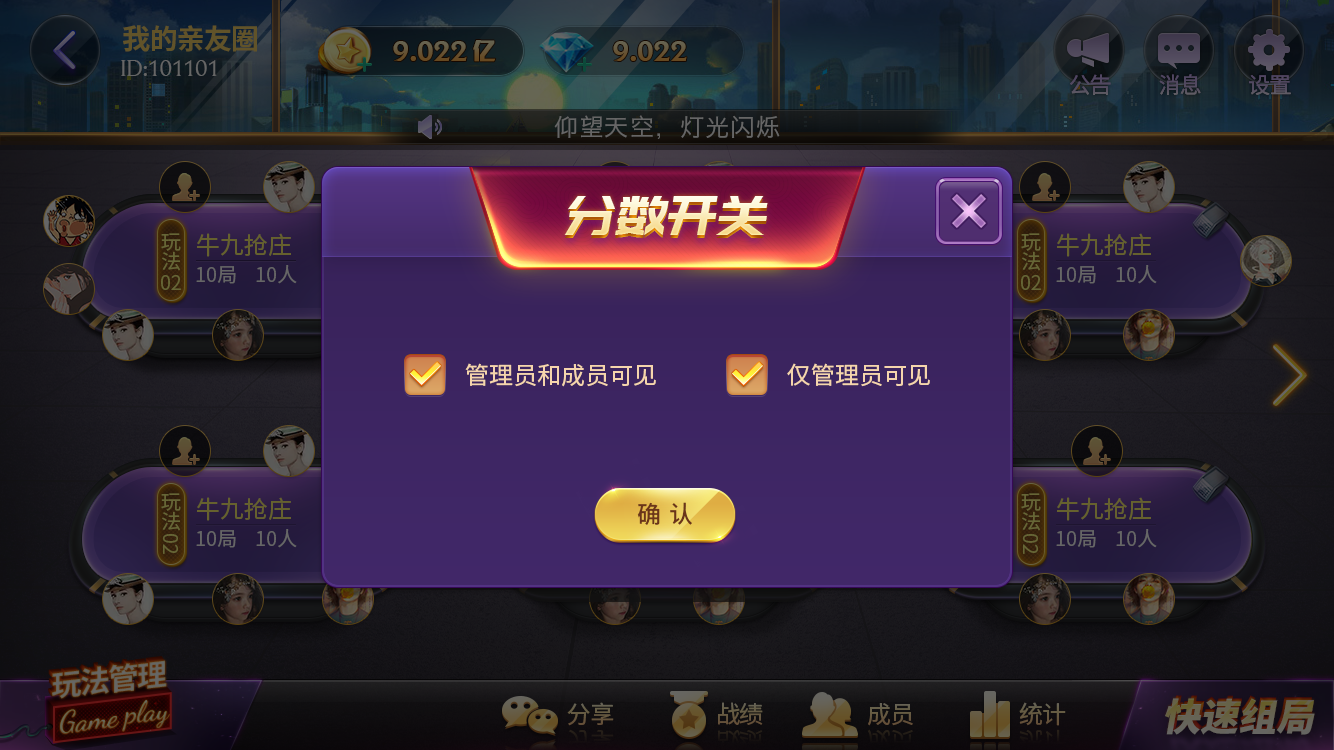 我的亲友圈
ID:101101
9.022亿
9.022
公告
消息
设置
仰望天空，灯光闪烁
分数开关
玩法02
牛九抢庄
10局 10人
玩法02
牛九抢庄
10局 10人
管理员和成员可见
仅管理员可见
确认
玩法02
牛九抢庄
10局 10人
玩法02
牛九抢庄
10局 10人
玩法管理
Game play
分享
战绩
成员
统计
快速组局